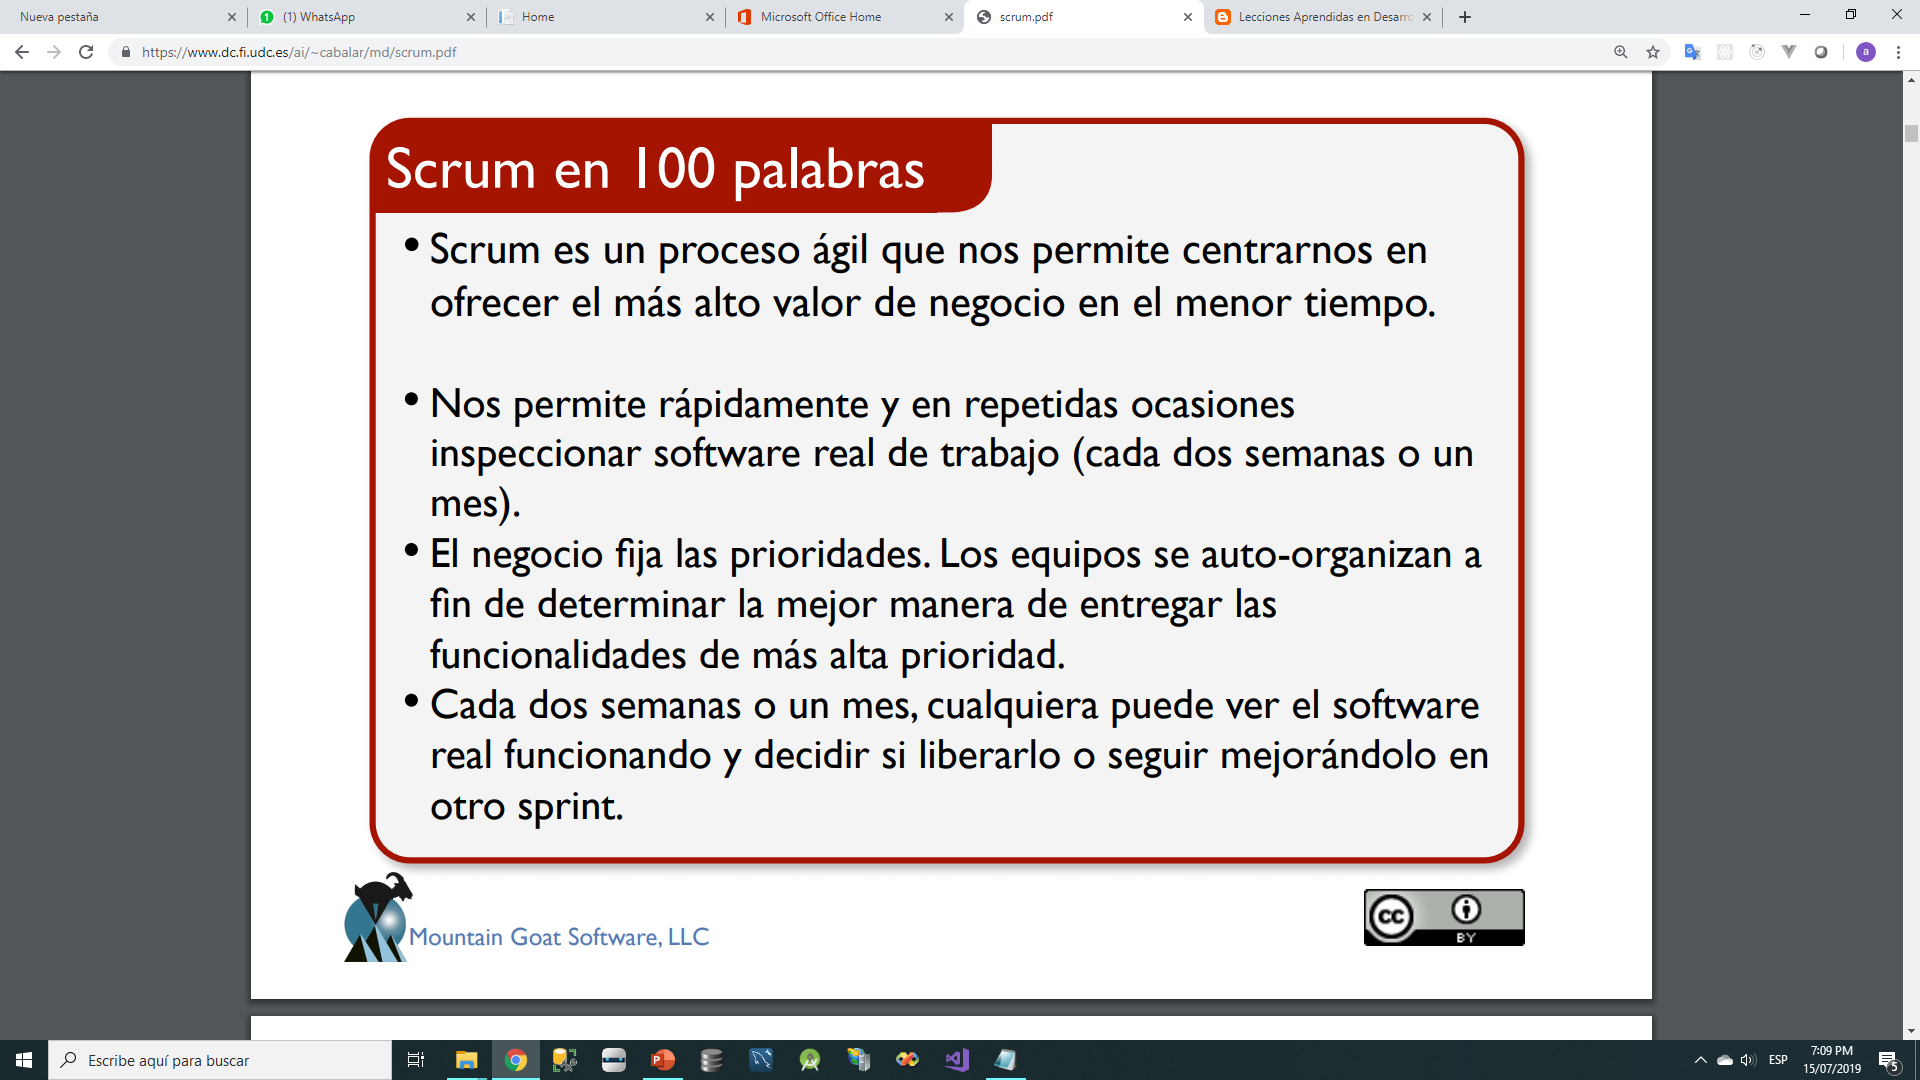 Nueva pestaña
1
(1) WhatsApp
Home
Microsoft Office Home
scrum.pdf
Lecciones Aprendidas en Desarro
https://www.dc.fi.udc.es/ai/~cabalar/md/scrum.pdf
a
Scrum en 100 palabras
• Scrum es un proceso ágil que nos permite centrarnos en
ofrecer el más alto valor de negocio en el menor tiempo.
• Nos permite rápidamente y en repetidas ocasiones
inspeccionar software real de trabajo (cada dos semanas o un
mes).
• El negocio fija las prioridades. Los equipos se auto-organizan a
fin de determinar la mejor manera de entregar las
funcionalidades de más alta prioridad.
• Cada dos semanas o un mes, cualquiera puede ver el software
real funcionando y decidir si liberarlo o seguir mejorándolo en
otro sprint.
Mountain Goat Software, LLC
cc
BY
Escribe aquí para buscar
ESP
7:09 PM
15/07/2019
5